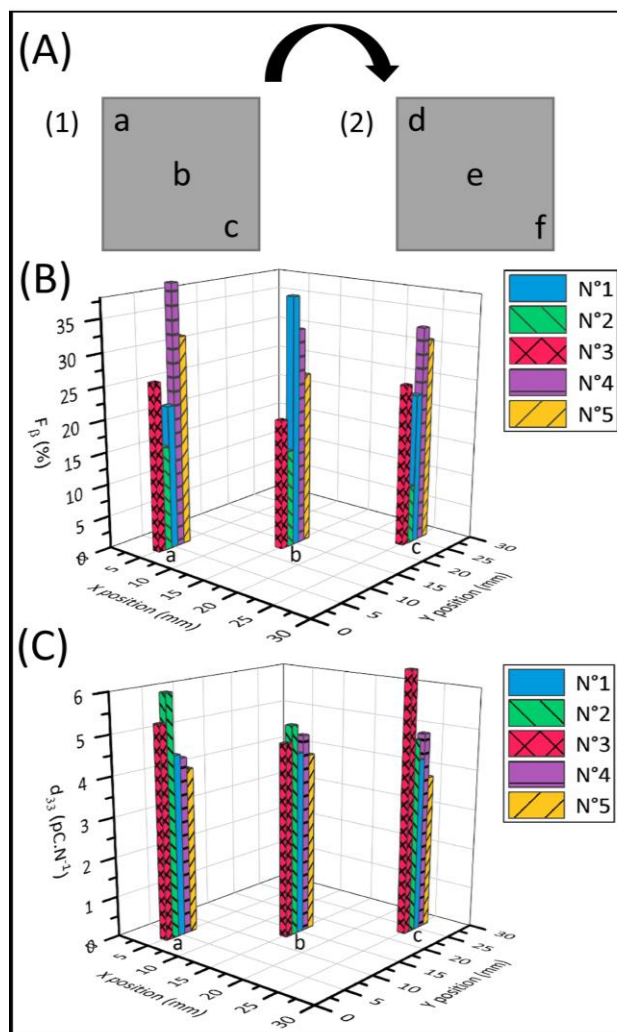 (A)
(1) a b c
(2) d e f
(B)
35
30
25
20
15
10
5
0
F β (%)
a b c
0 5 10 15 20 25 30
X position (mm)
0 5 10 15 20 25 30
Y position (mm)
N°1
N°2
N°3
N°4
N°5
(C)
6
5
4
3
2
1
0
d33 (pC.N-1)
a b c
0 5 10 15 20 25 30
X position (mm)
0 5 10 15 20 25 30
Y position (mm)
N°1
N°2
N°3
N°4
N°5